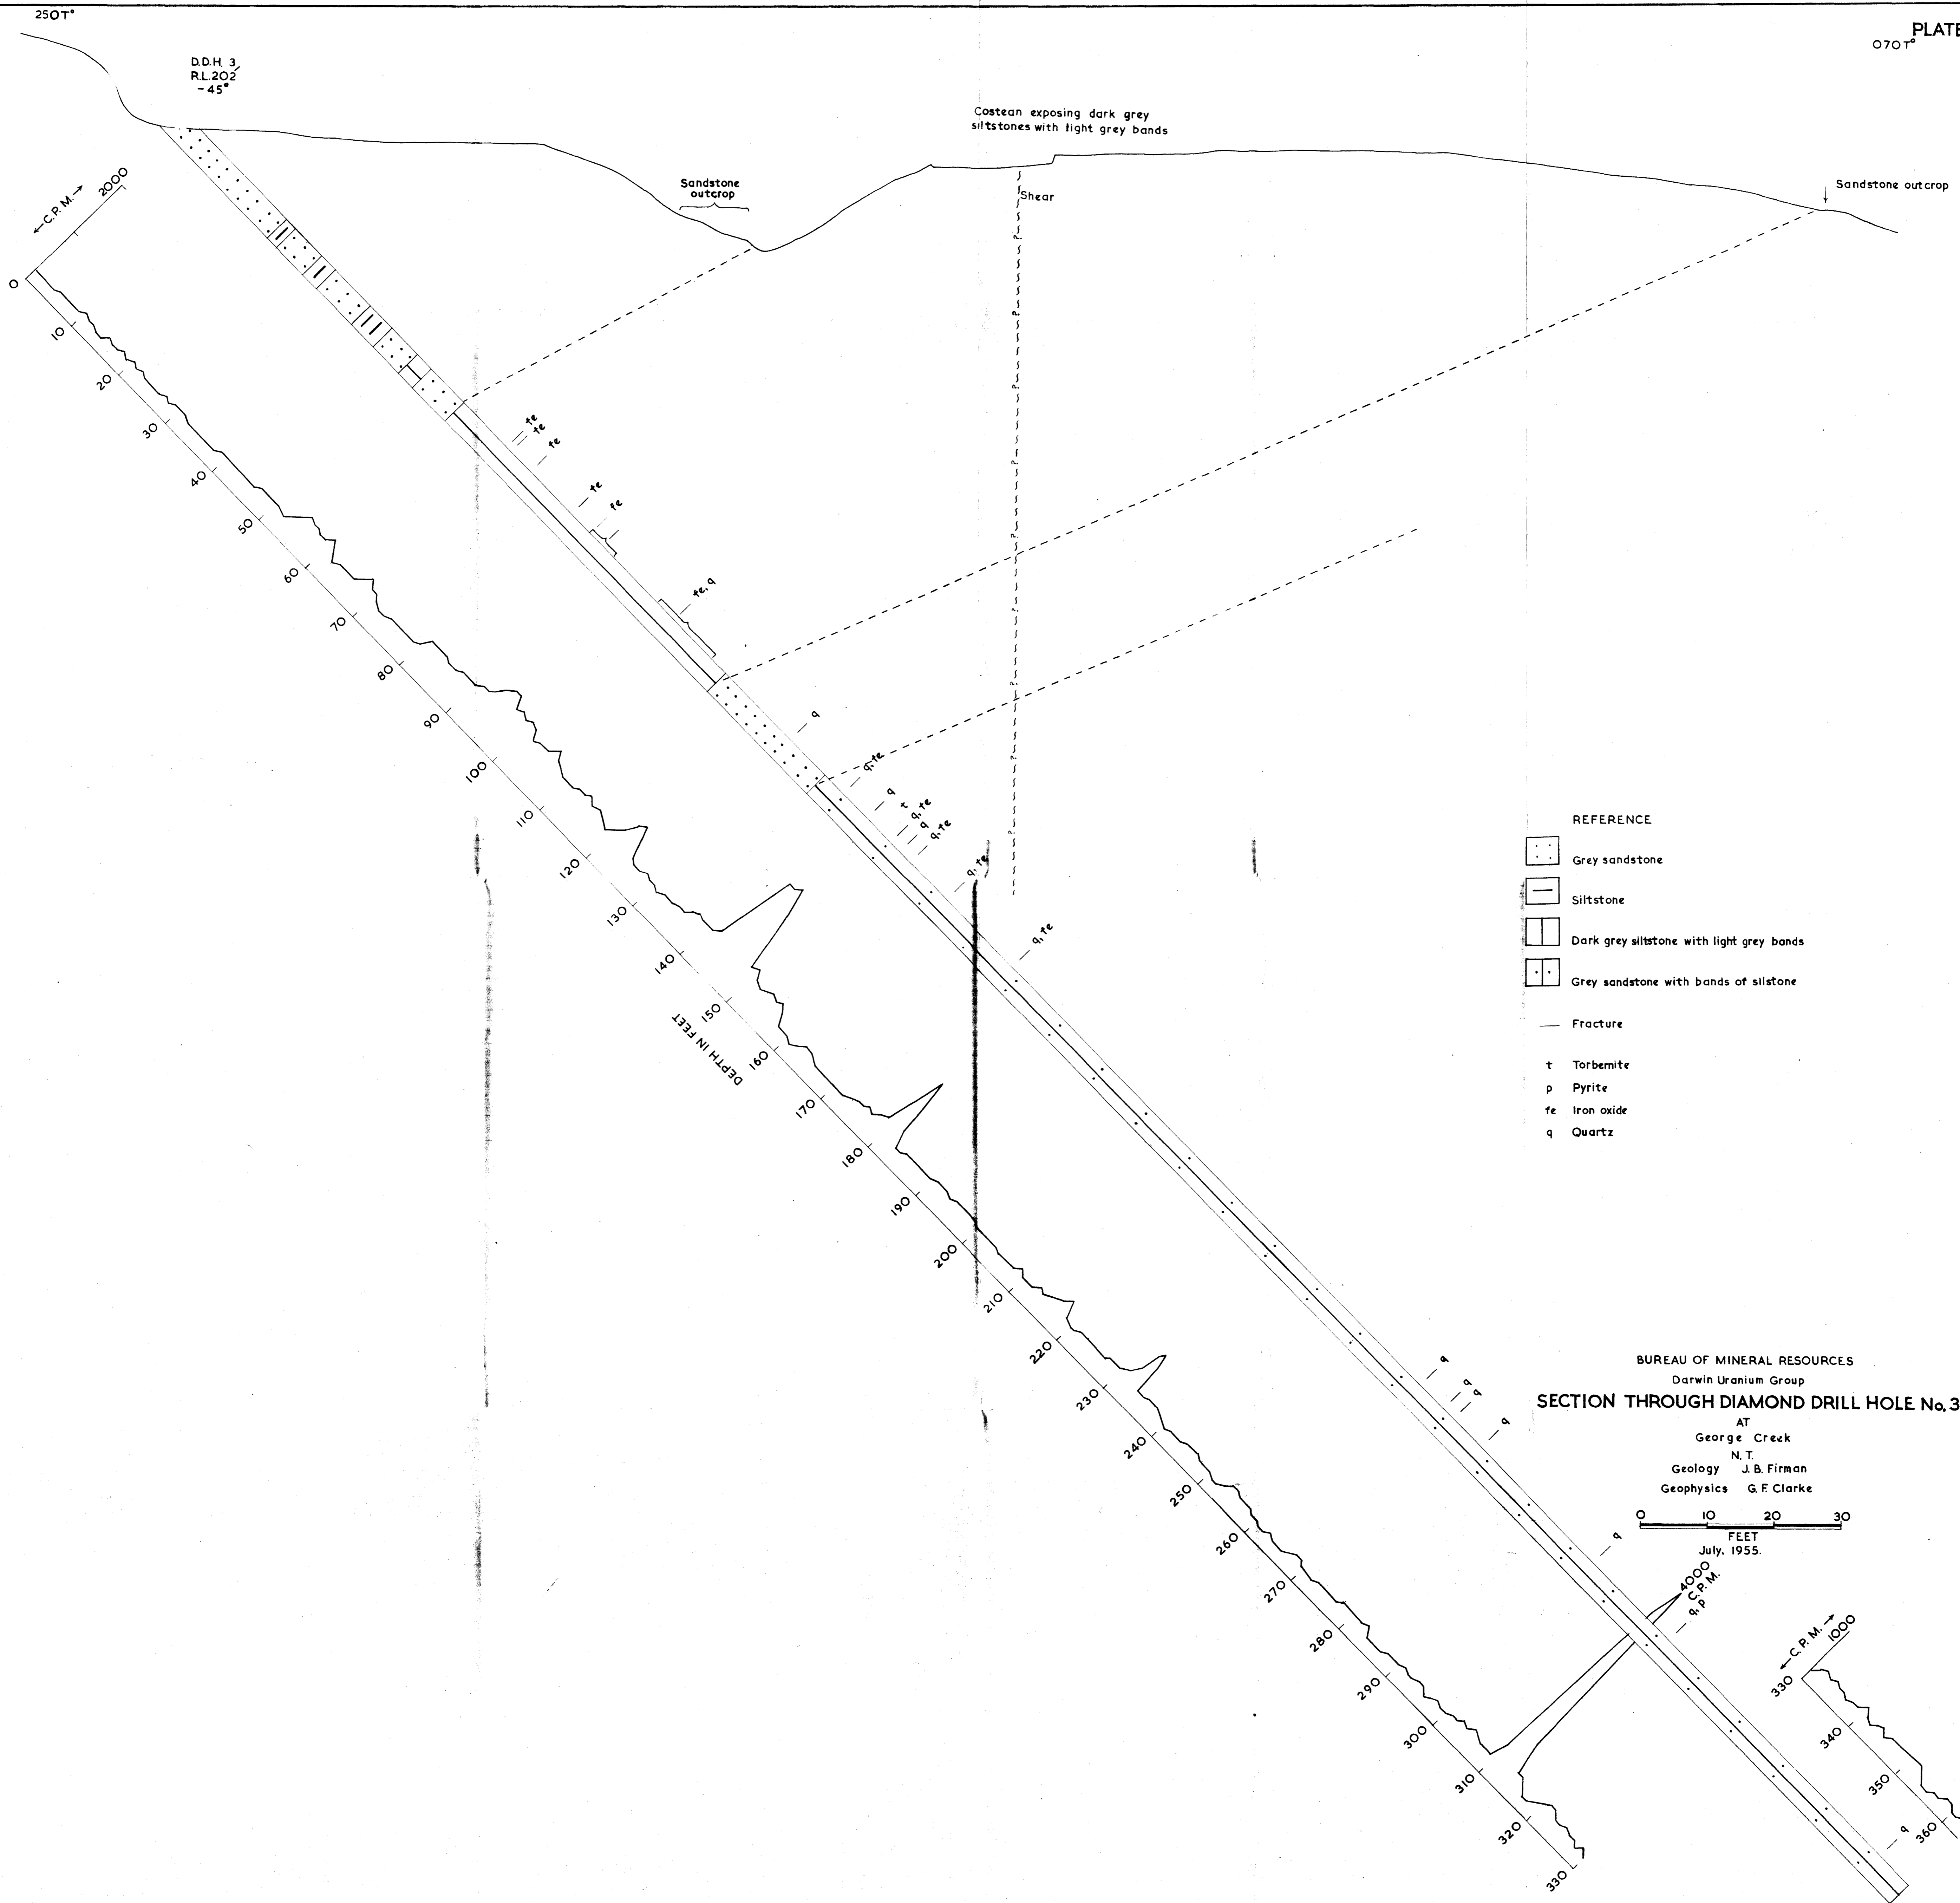 250T°
PLATE
070T°
D.D.H. 3,
R.L.202'
-45°
Costean exposing dark grey
siltstones with light grey bands
Sandstone
outcrop
Shear
Sandstone outcrop
←C.P.M.→
2000
0
10
20
30
40
50
60
70
80
90
100
110
120
130
140
150
160
170
180
190
200
210
220
230
240
250
260
270
280
290
300
310
320
330
DEPTH IN FEET
fe
fe
fe
fe
fe
fe, q
q
q, fe
q
t
q, fe
q
q, fe
q, fe
q, fe
q
q
q
q
q
4000
C.P.M.
q, p
q
←C.P.M.→
1000
330
340
350
360
REFERENCE
Grey sandstone
Siltstone
Dark grey siltstone with light grey bands
Grey sandstone with bands of silstone
Fracture
t Torbernite
p Pyrite
fe Iron oxide
q Quartz
BUREAU OF MINERAL RESOURCES
Darwin Uranium Group
SECTION THROUGH DIAMOND DRILL HOLE No. 3
AT
George Creek
N. T.
Geology J. B. Firman
Geophysics G. F. Clarke
0 10 20 30
FEET
July, 1955.